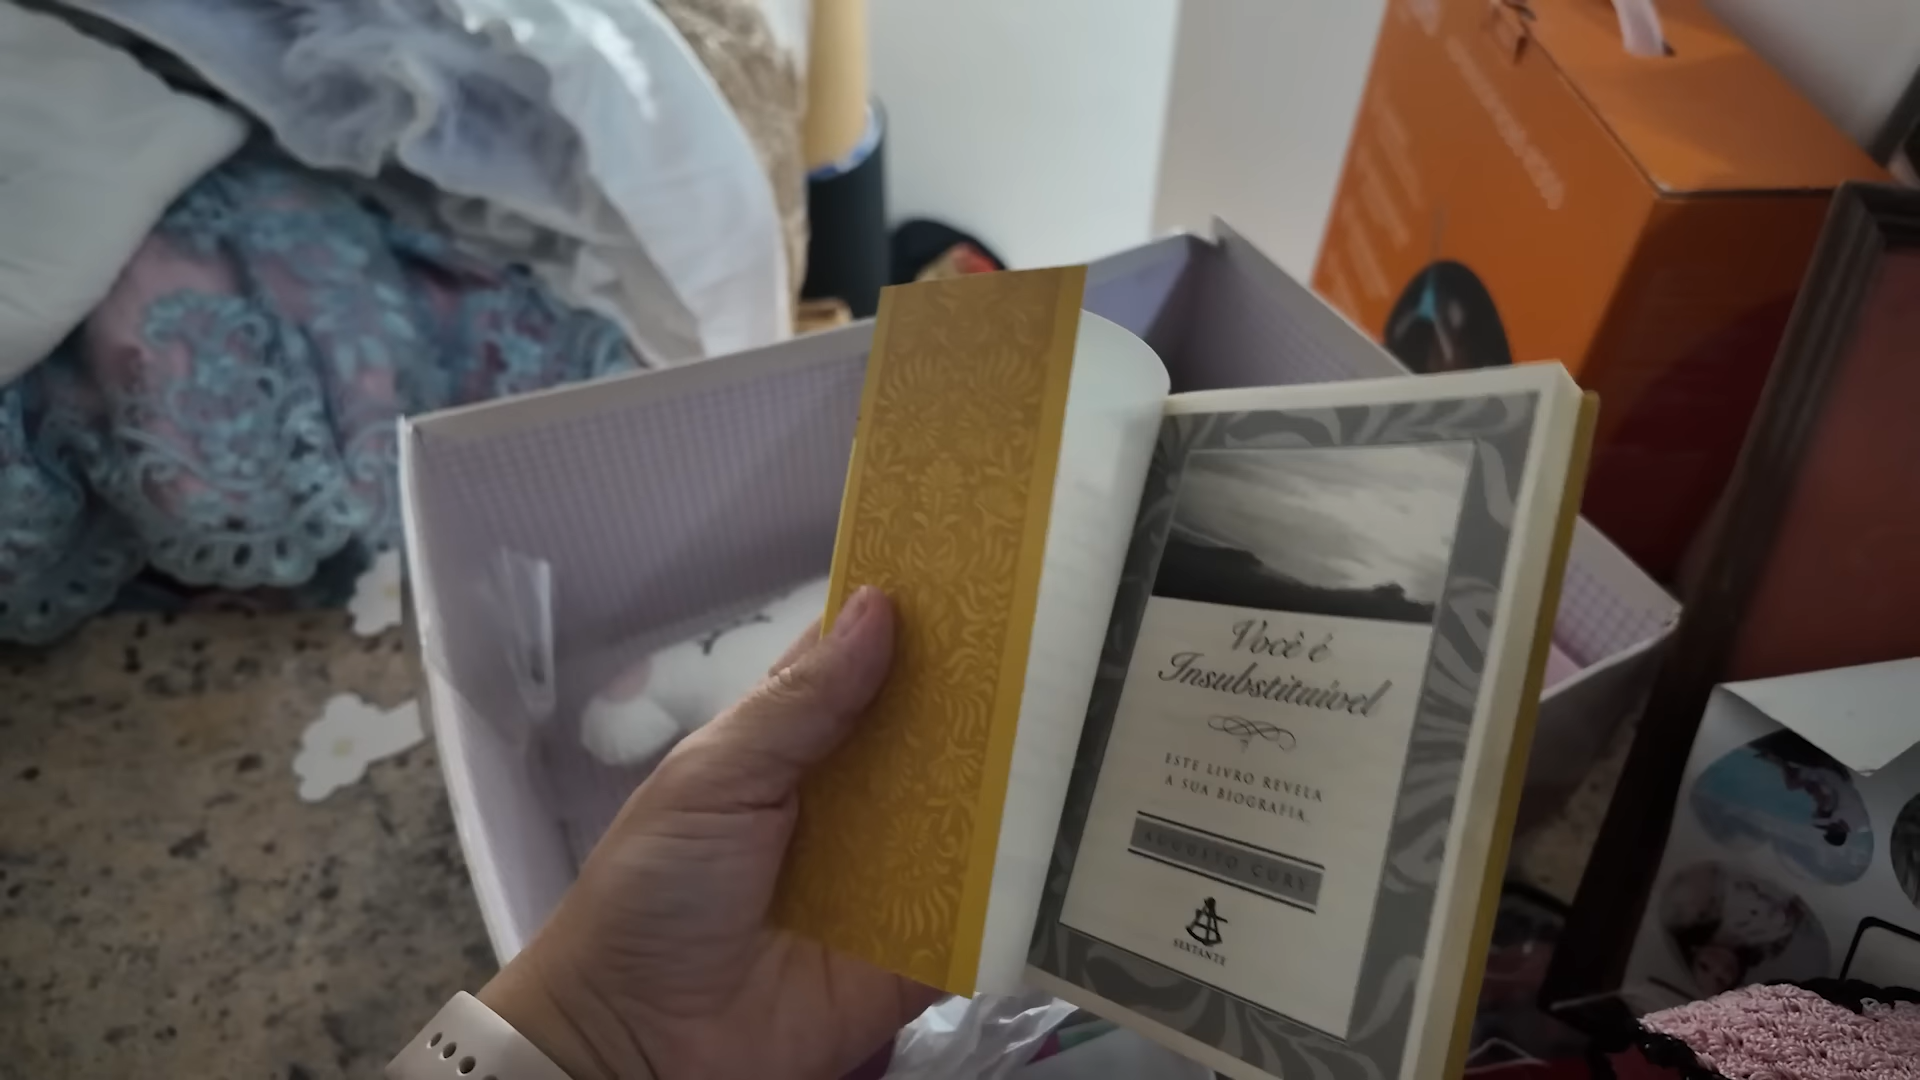 Você é
Insubstituível
ESTE LIVRO REVELA
A SUA BIOGRAFIA
AUGUSTO CURY
SEXTANTE